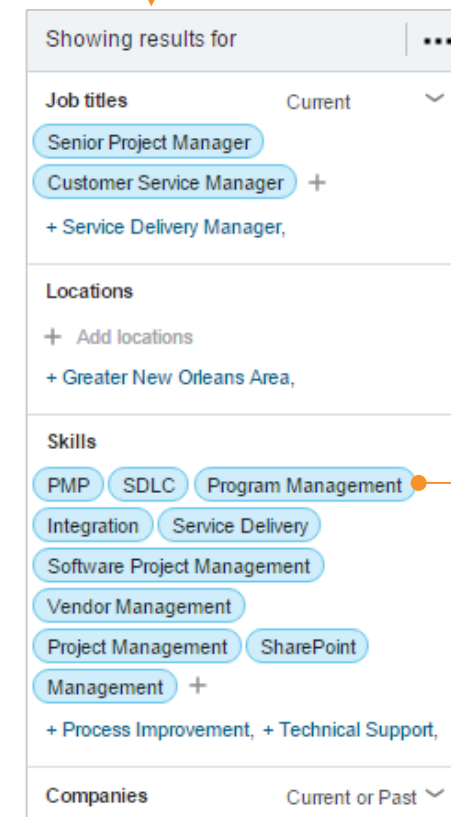 Showing results for
Job titles Current
Senior Project Manager
Customer Service Manager +
+ Service Delivery Manager,
Locations
+ Add locations
+ Greater New Orleans Area,
Skills
PMP SDLC Program Management
Integration Service Delivery
Software Project Management
Vendor Management
Project Management SharePoint
Management +
+ Process Improvement, + Technical Support,
Companies Current or Past